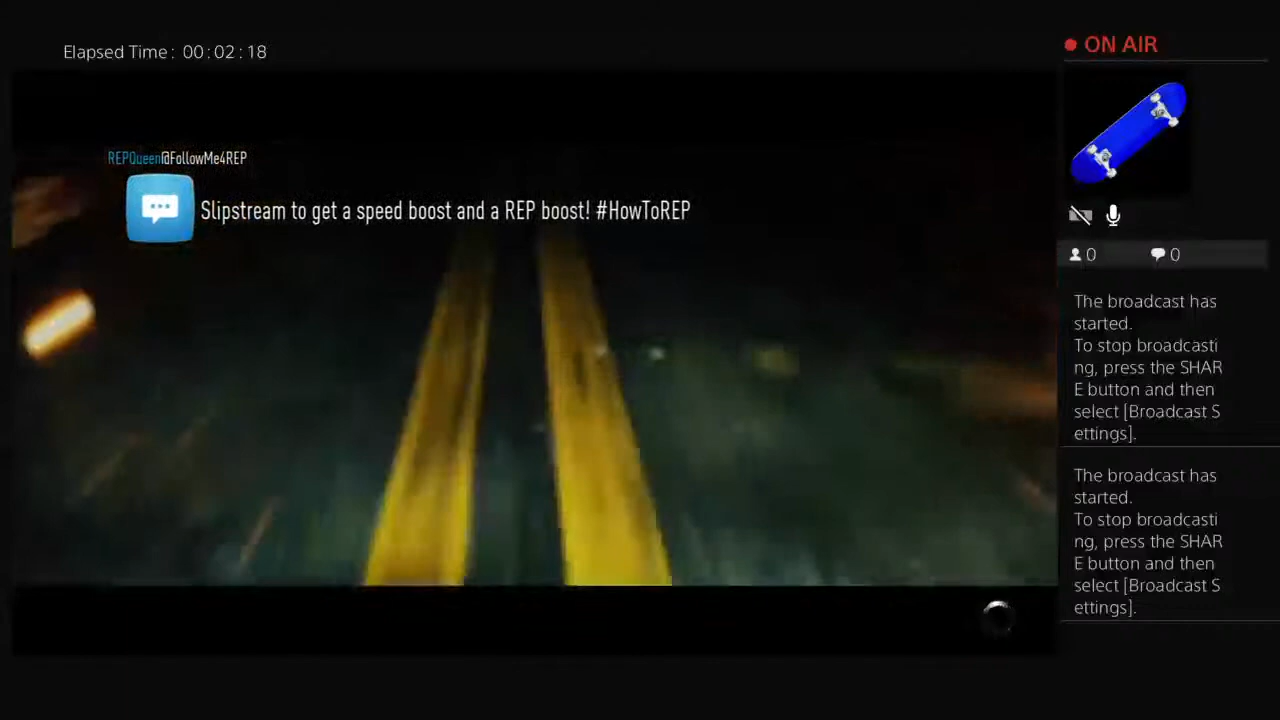 Elapsed Time: 00:02:18
ON AIR
REPQueen@FollowMe4REP
Slipstream to get a speed boost and a REP boost! #HowToREP
0 0
The broadcast has
started.
To stop broadcasti
ng, press the SHAR
E button and then
select [Broadcast S
ettings].
The broadcast has
started.
To stop broadcasti
ng, press the SHAR
E button and then
select [Broadcast S
ettings].